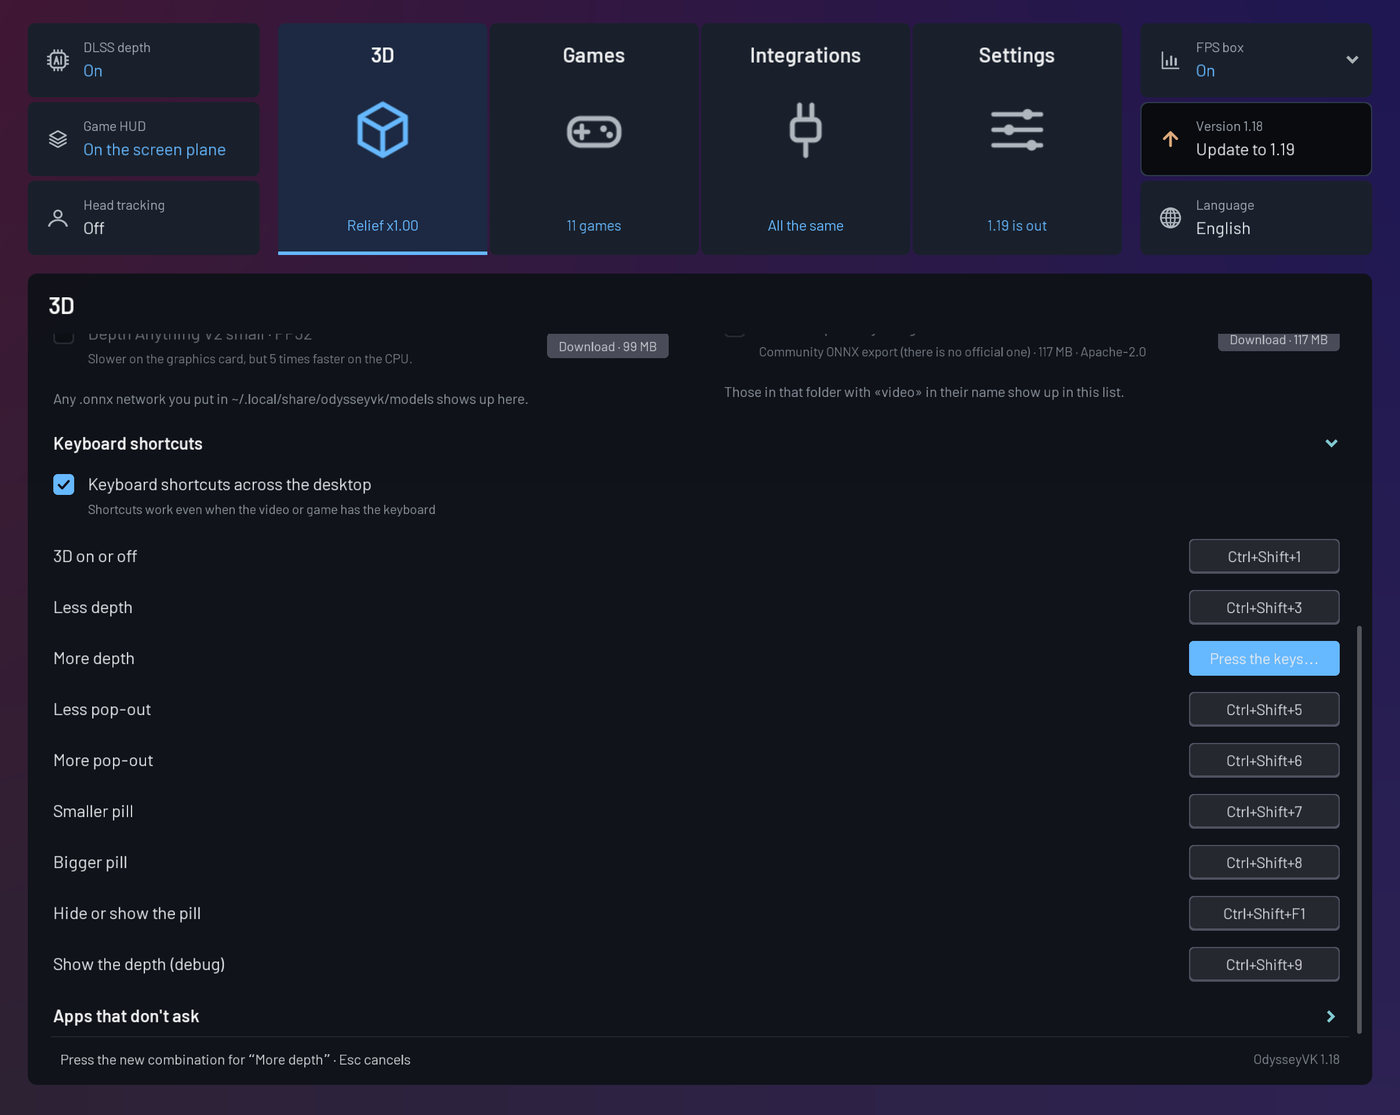 DLSS depth
On
Game HUD
On the screen plane
Head tracking
Off
3D
Relief x1.00
Games
11 games
Integrations
All the same
Settings
1.19 is out
FPS box
On
Version 1.18
Update to 1.19
Language
English
3D
Depth Anything V2 small · FP32
Slower on the graphics card, but 5 times faster on the CPU.
Download · 99 MB
Any .onnx network you put in ~/.local/share/odysseyvk/models shows up here.
Community ONNX export (there is no official one) · 117 MB · Apache-2.0
Download · 117 MB
Those in that folder with «video» in their name show up in this list.
Keyboard shortcuts
Keyboard shortcuts across the desktop
Shortcuts work even when the video or game has the keyboard
3D on or off
Ctrl+Shift+1
Less depth
Ctrl+Shift+3
More depth
Press the keys...
Less pop-out
Ctrl+Shift+5
More pop-out
Ctrl+Shift+6
Smaller pill
Ctrl+Shift+7
Bigger pill
Ctrl+Shift+8
Hide or show the pill
Ctrl+Shift+F1
Show the depth (debug)
Ctrl+Shift+9
Apps that don't ask
Press the new combination for “More depth” · Esc cancels
OdysseyVK 1.18